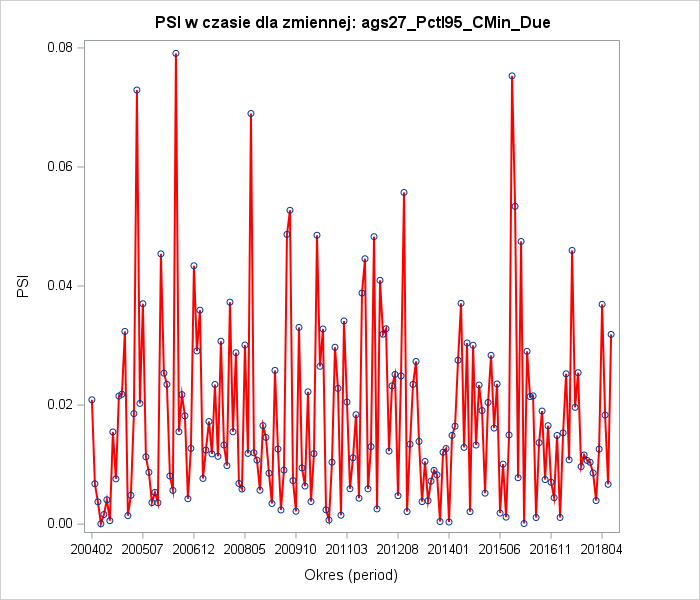 PSI w czasie dla zmiennej: ags27_Pctl95_CMin_Due
0.08
0.06
0.04
0.02
0.00
PSI
200402 200507 200612 200805 200910 201103 201208 201401 201506 201611 201804
Okres (period)